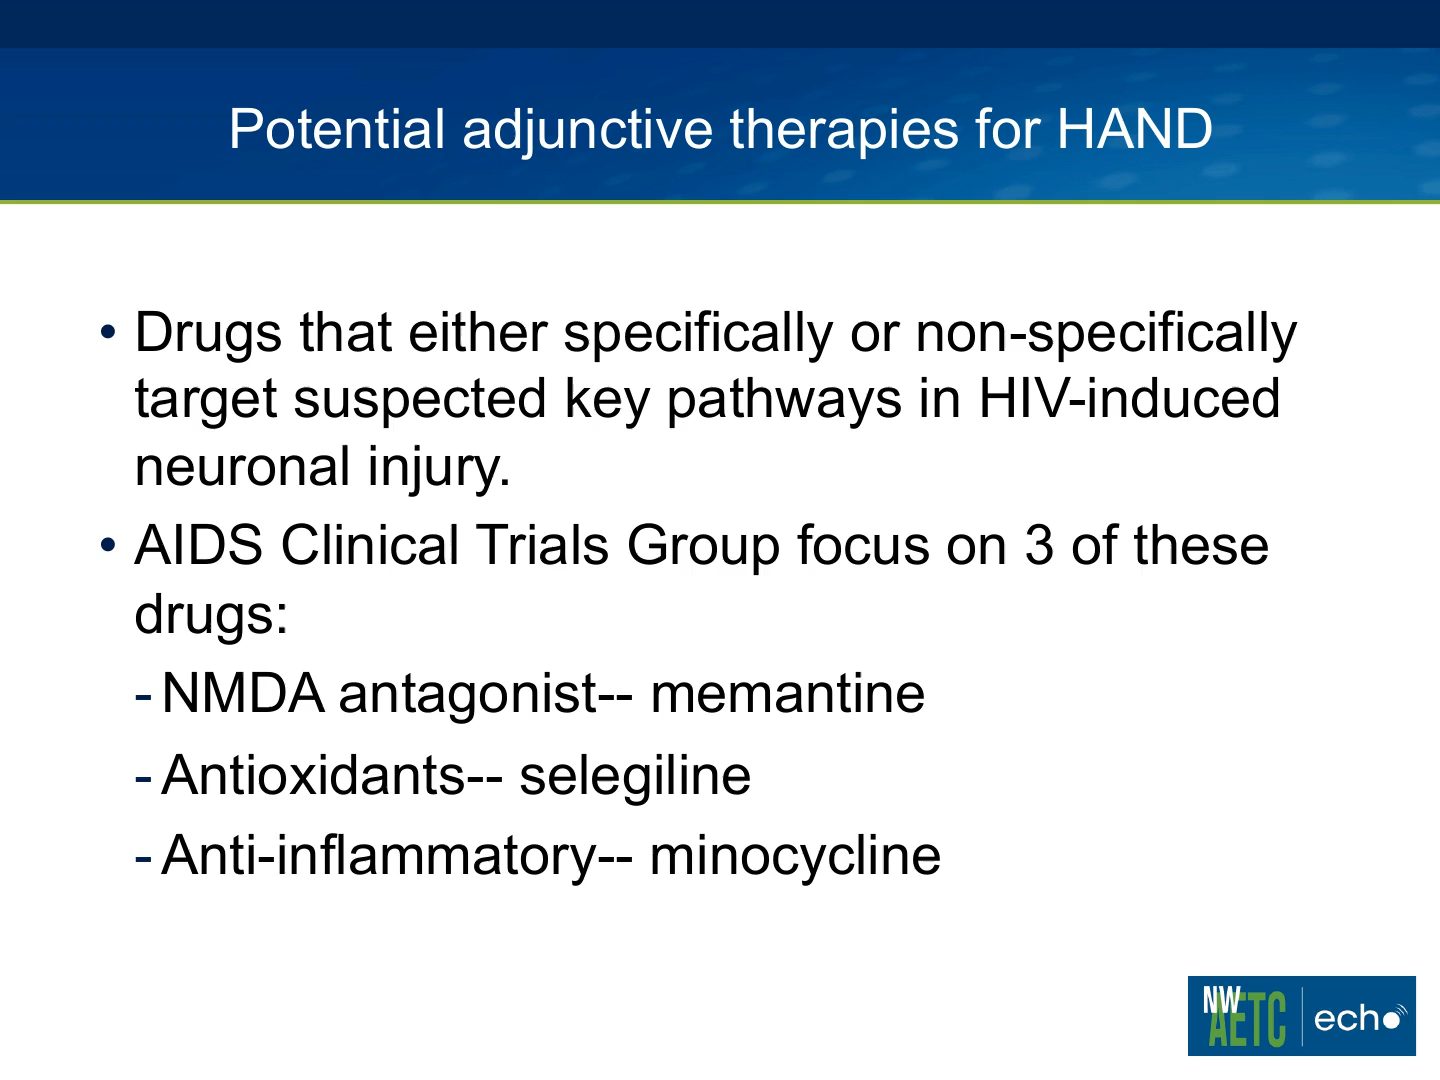 Potential adjunctive therapies for HAND
• Drugs that either specifically or non-specifically
target suspected key pathways in HIV-induced
neuronal injury.
• AIDS Clinical Trials Group focus on 3 of these
drugs:
- NMDA antagonist-- memantine
- Antioxidants-- selegiline
- Anti-inflammatory-- minocycline
NW AETC echo